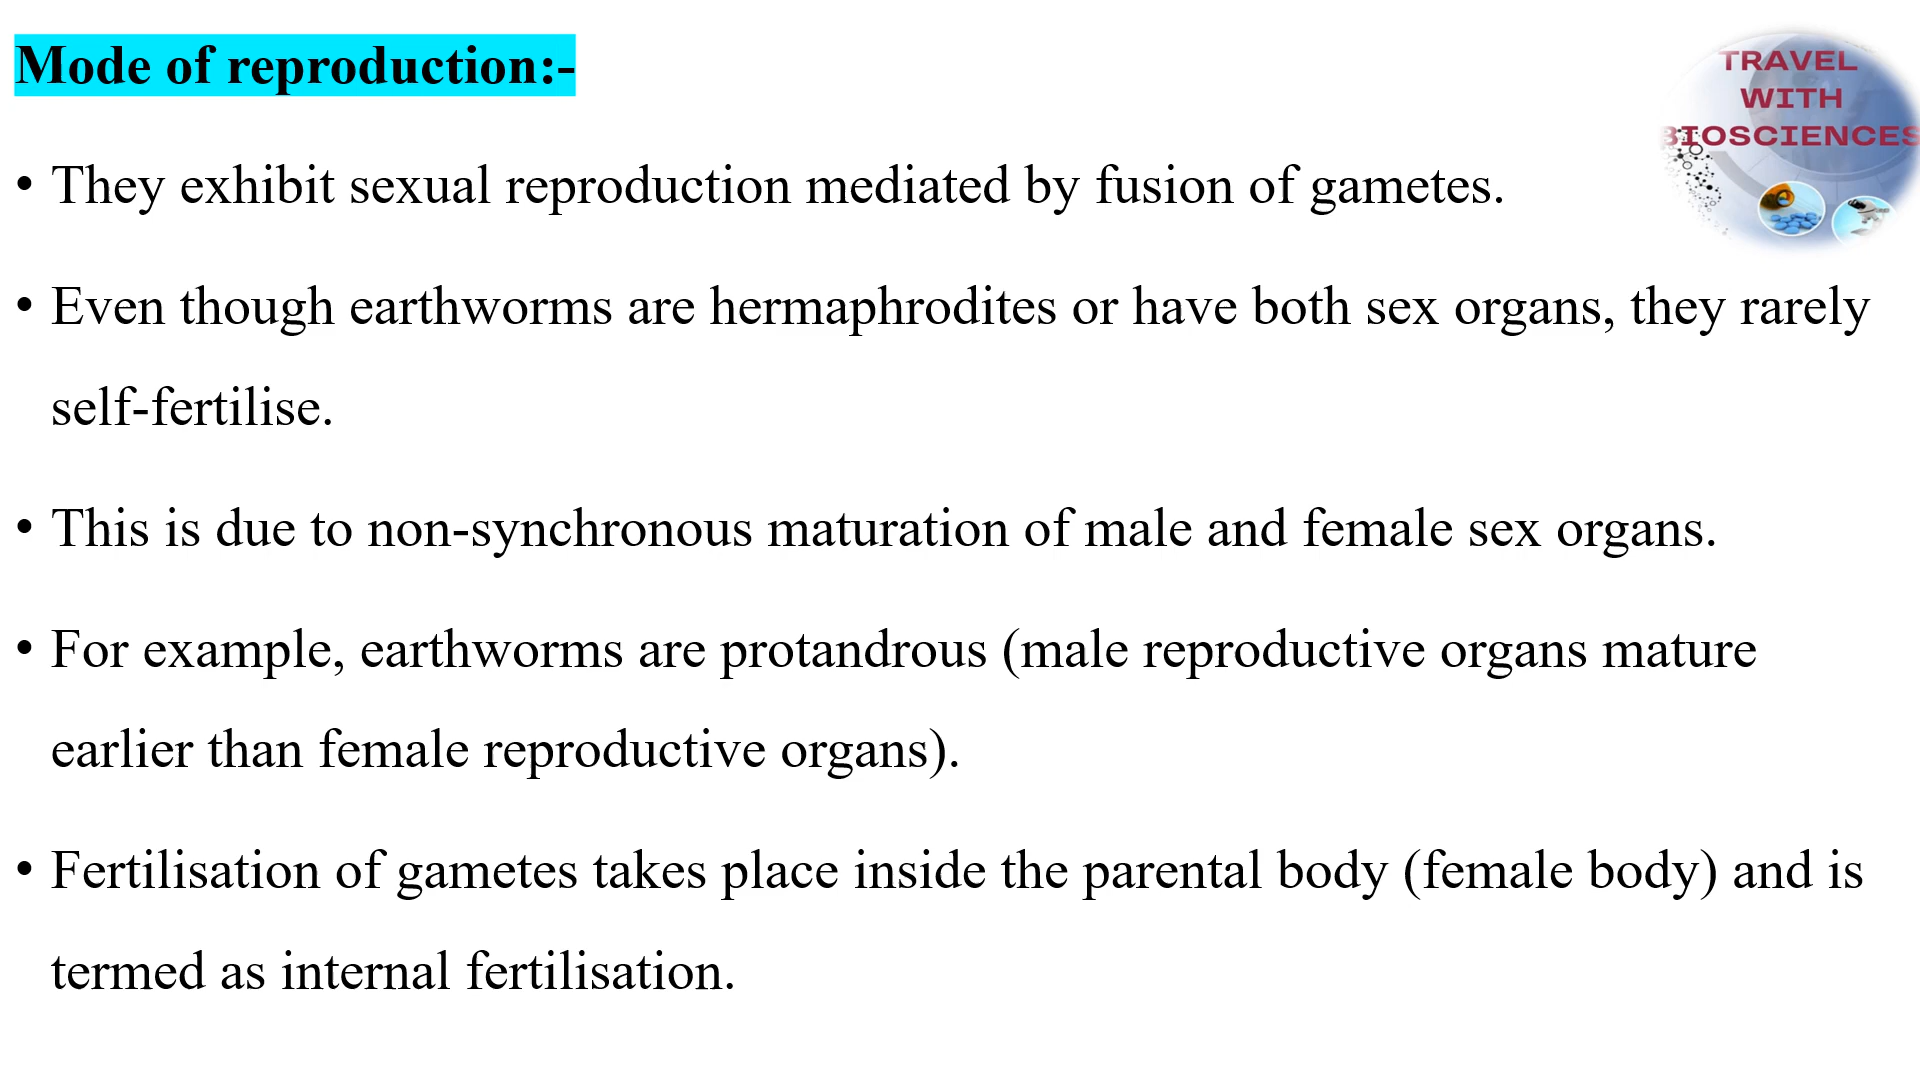 Mode of reproduction:-
TRAVEL
WITH
BIOSCIENCES
• They exhibit sexual reproduction mediated by fusion of gametes.
• Even though earthworms are hermaphrodites or have both sex organs, they rarely
self-fertilise.
• This is due to non-synchronous maturation of male and female sex organs.
• For example, earthworms are protandrous (male reproductive organs mature
earlier than female reproductive organs).
• Fertilisation of gametes takes place inside the parental body (female body) and is
termed as internal fertilisation.